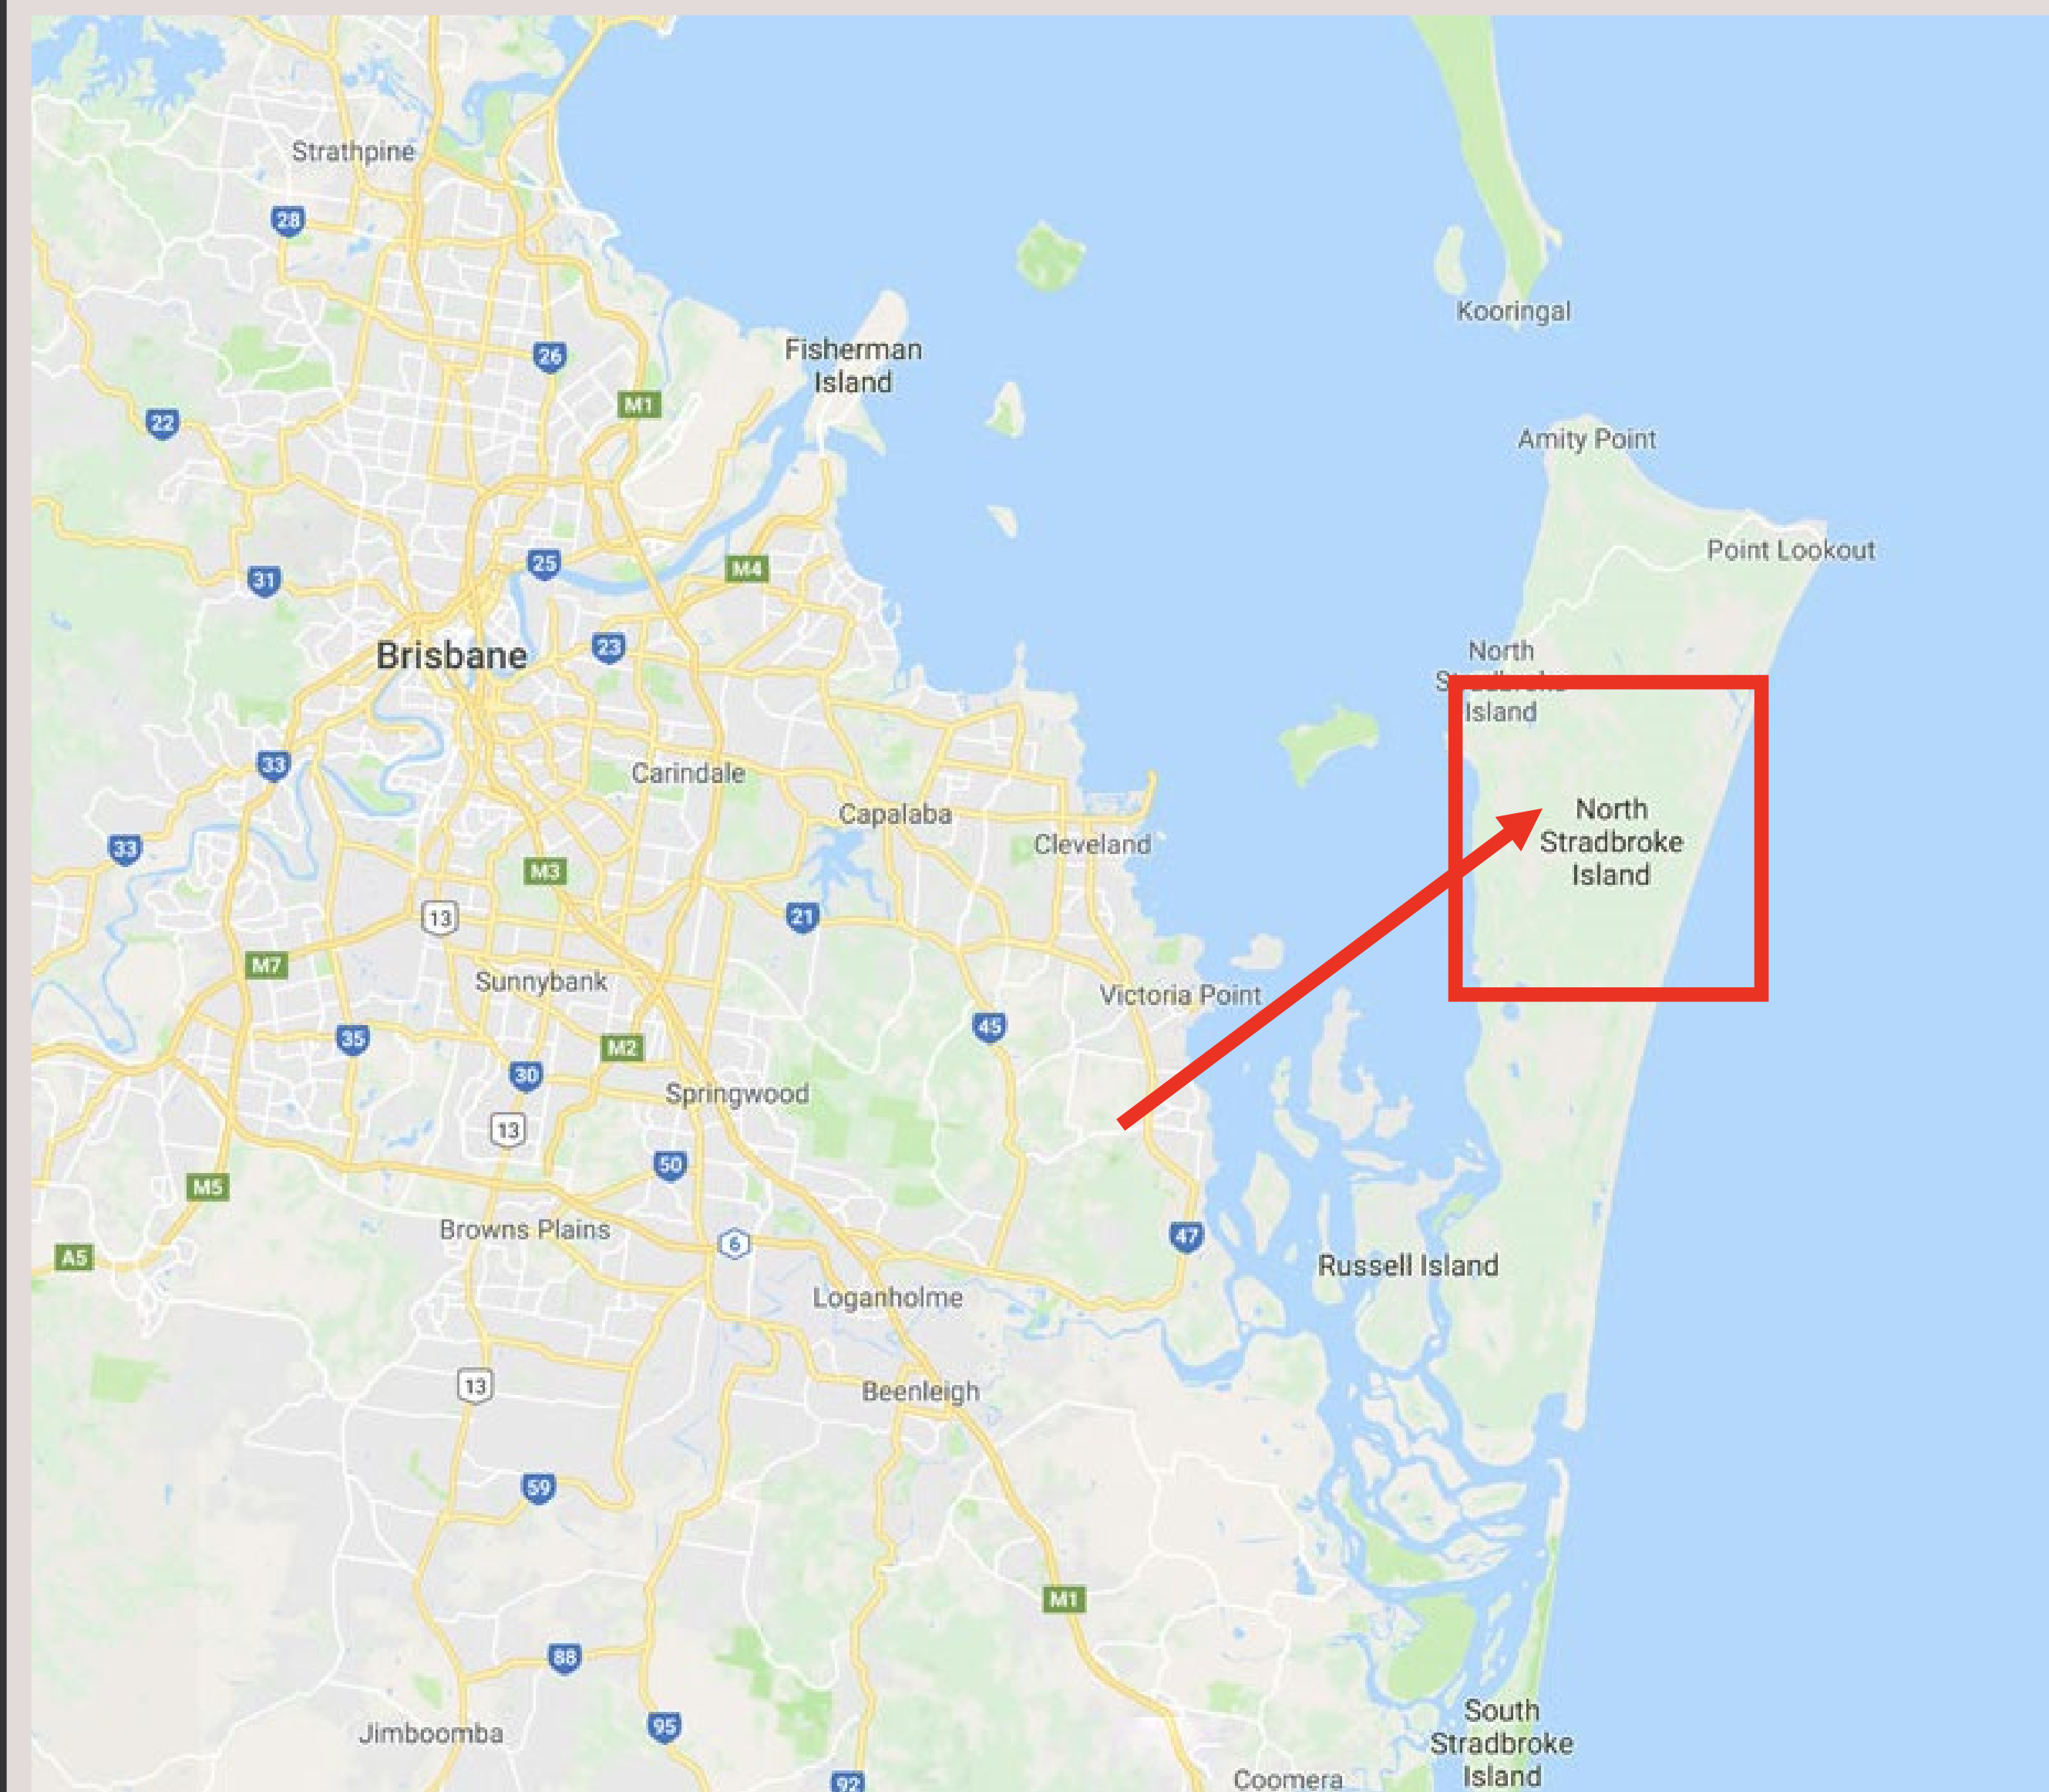 Strathpine
28
Kooringal
Fisherman
Island
26
M1
22
Amity Point
Point Lookout
25
M4
31
Brisbane
23
North
Stradbroke
Island
33
Carindale
North
Stradbroke
Island
Capalaba
Cleveland
33
M3
13
21
M7
Sunnybank
Victoria Point
45
35
M2
30
Springwood
13
50
M5
Browns Plains
6
47
A5
Russell Island
Loganholme
13
Beenleigh
59
M1
88
South
Stradbroke
Island
95
Jimboomba
92
Coomera